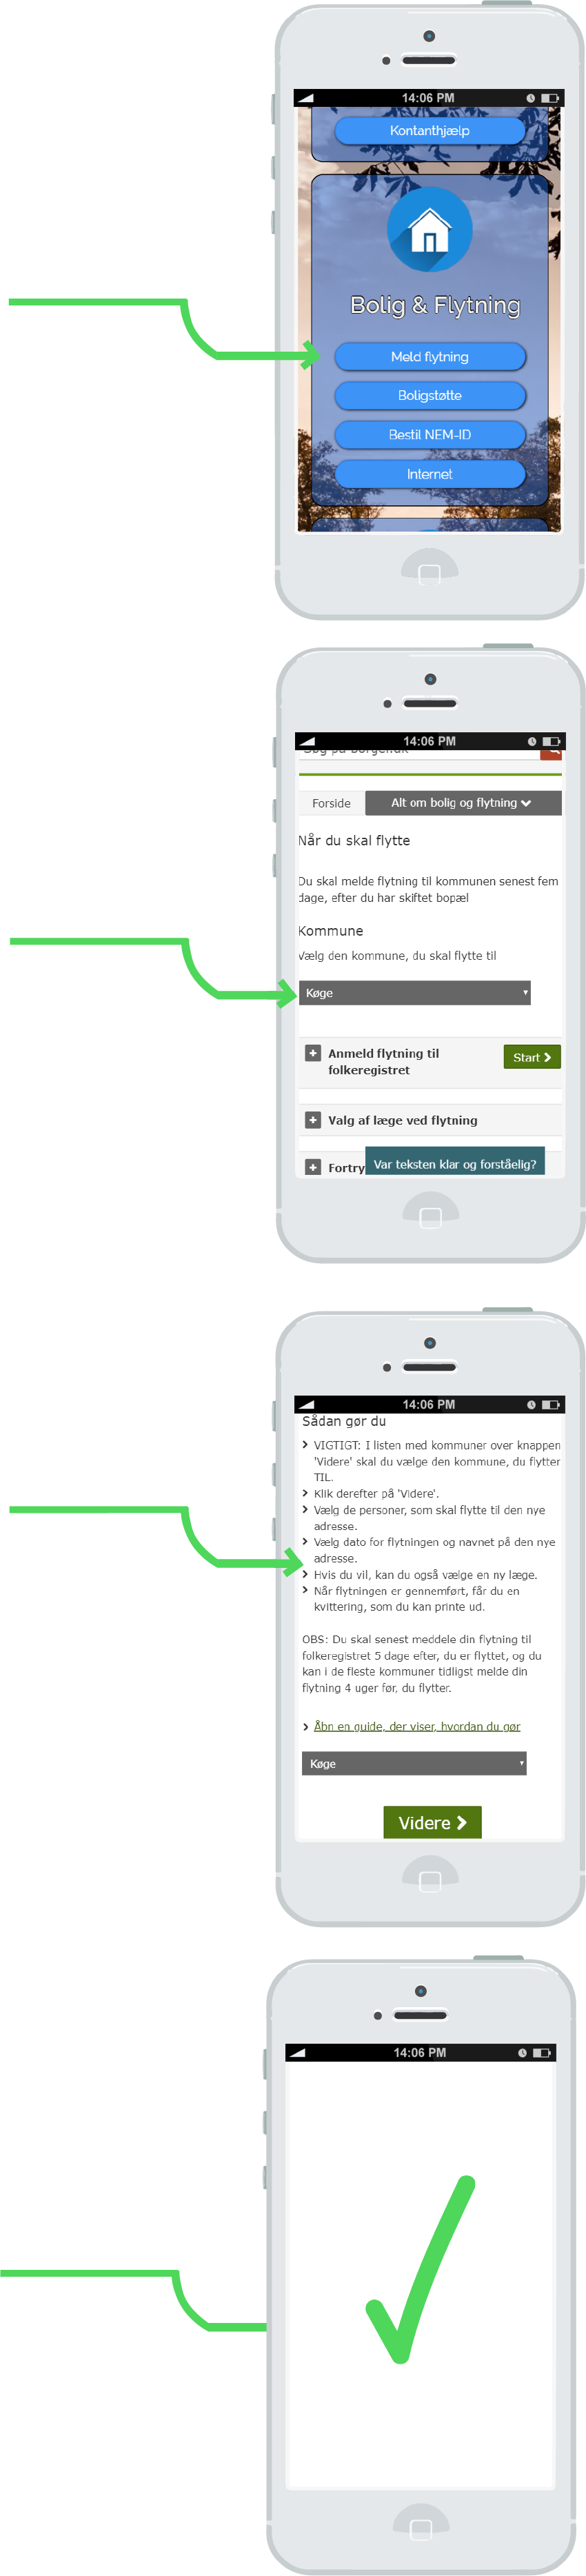 14:06 PM
Kontanthjælp
Bolig & Flytning
Meld flytning
Boligstøtte
Bestil NEM-ID
Internet
14:06 PM
Forside
Alt om bolig og flytning
Når du skal flytte
Du skal melde flytning til kommunen senest fem
dage, efter du har skiftet bopæl
Kommune
Vælg den kommune, du skal flytte til
Køge
Anmeld flytning til
folkeregistret
Start
Valg af læge ved flytning
Fortry
Var teksten klar og forståelig?
14:06 PM
Sådan gør du
VIGTIGT: I listen med kommuner over knappen
'Videre' skal du vælge den kommune, du flytter
TIL.
Klik derefter på 'Videre'.
Vælg de personer, som skal flytte til den nye
adresse.
Vælg dato for flytningen og navnet på den nye
adresse.
Hvis du vil, kan du også vælge en ny læge.
Når flytningen er gennemført, får du en
kvittering, som du kan printe ud.
OBS: Du skal senest meddele din flytning til
folkeregistret 5 dage efter, du er flyttet, og du
kan i de fleste kommuner tidligst melde din
flytning 4 uger før, du flytter.
Åbn en guide, der viser, hvordan du gør
Køge
Videre
14:06 PM